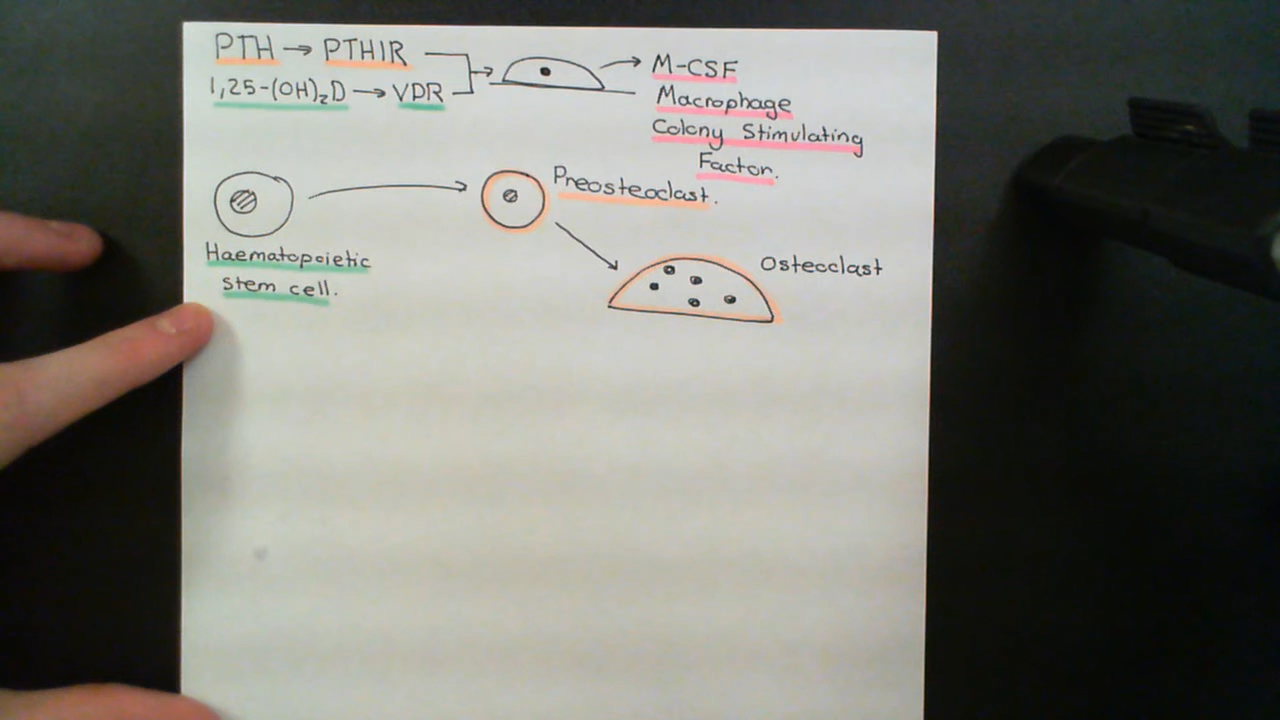 PTH → PTH1R
1,25-(OH)₂D → VDR
→ M-CSF
Macrophage
Colony Stimulating
Factor.
Preosteoclast.
Haematopoietic
stem cell.
Osteoclast